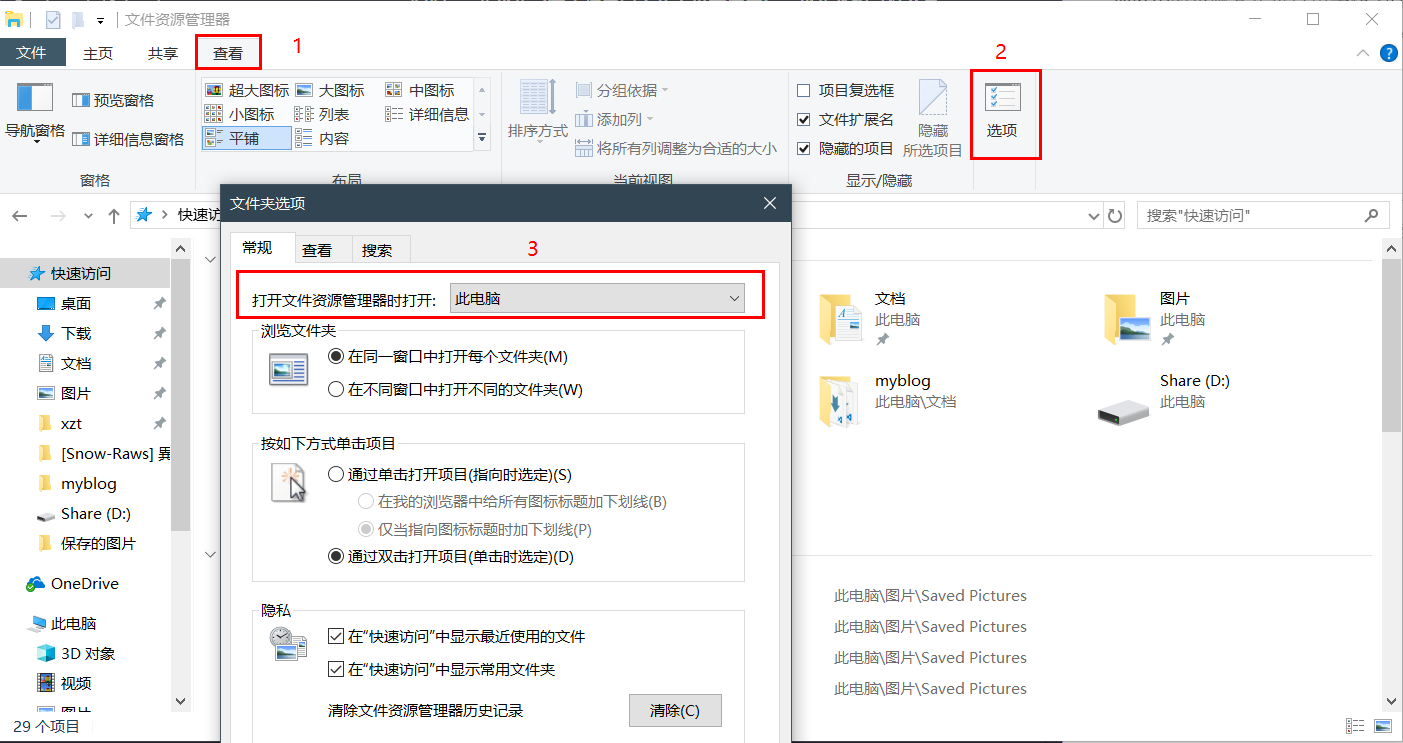 文件资源管理器
文件
主页
共享
查看
1
2
导航窗格
预览窗格
详细信息窗格
窗格
超大图标
大图标
中图标
小图标
列表
详细信息
平铺
内容
布局
排序方式
分组依据
添加列
将所有列调整为合适的大小
当前视图
项目复选框
文件扩展名
隐藏的项目
隐藏
所选项目
显示/隐藏
选项
快速访
搜索"快速访问"
快速访问
桌面
下载
文档
图片
xzt
[Snow-Raws] 異
myblog
Share (D:)
保存的图片
OneDrive
此电脑
3D 对象
视频
图片
29 个项目
文件夹选项
常规
查看
搜索
3
打开文件资源管理器时打开:
此电脑
浏览文件夹
在同一窗口中打开每个文件夹(M)
在不同窗口中打开不同的文件夹(W)
按如下方式单击项目
通过单击打开项目(指向时选定)(S)
在我的浏览器中给所有图标标题加下划线(B)
仅当指向图标标题时加下划线(P)
通过双击打开项目(单击时选定)(D)
隐私
在"快速访问"中显示最近使用的文件
在"快速访问"中显示常用文件夹
清除文件资源管理器历史记录
清除(C)
文档
此电脑
图片
此电脑
myblog
此电脑\文档
Share (D:)
此电脑
此电脑\图片\Saved Pictures
此电脑\图片\Saved Pictures
此电脑\图片\Saved Pictures
此电脑\图片\Saved Pictures